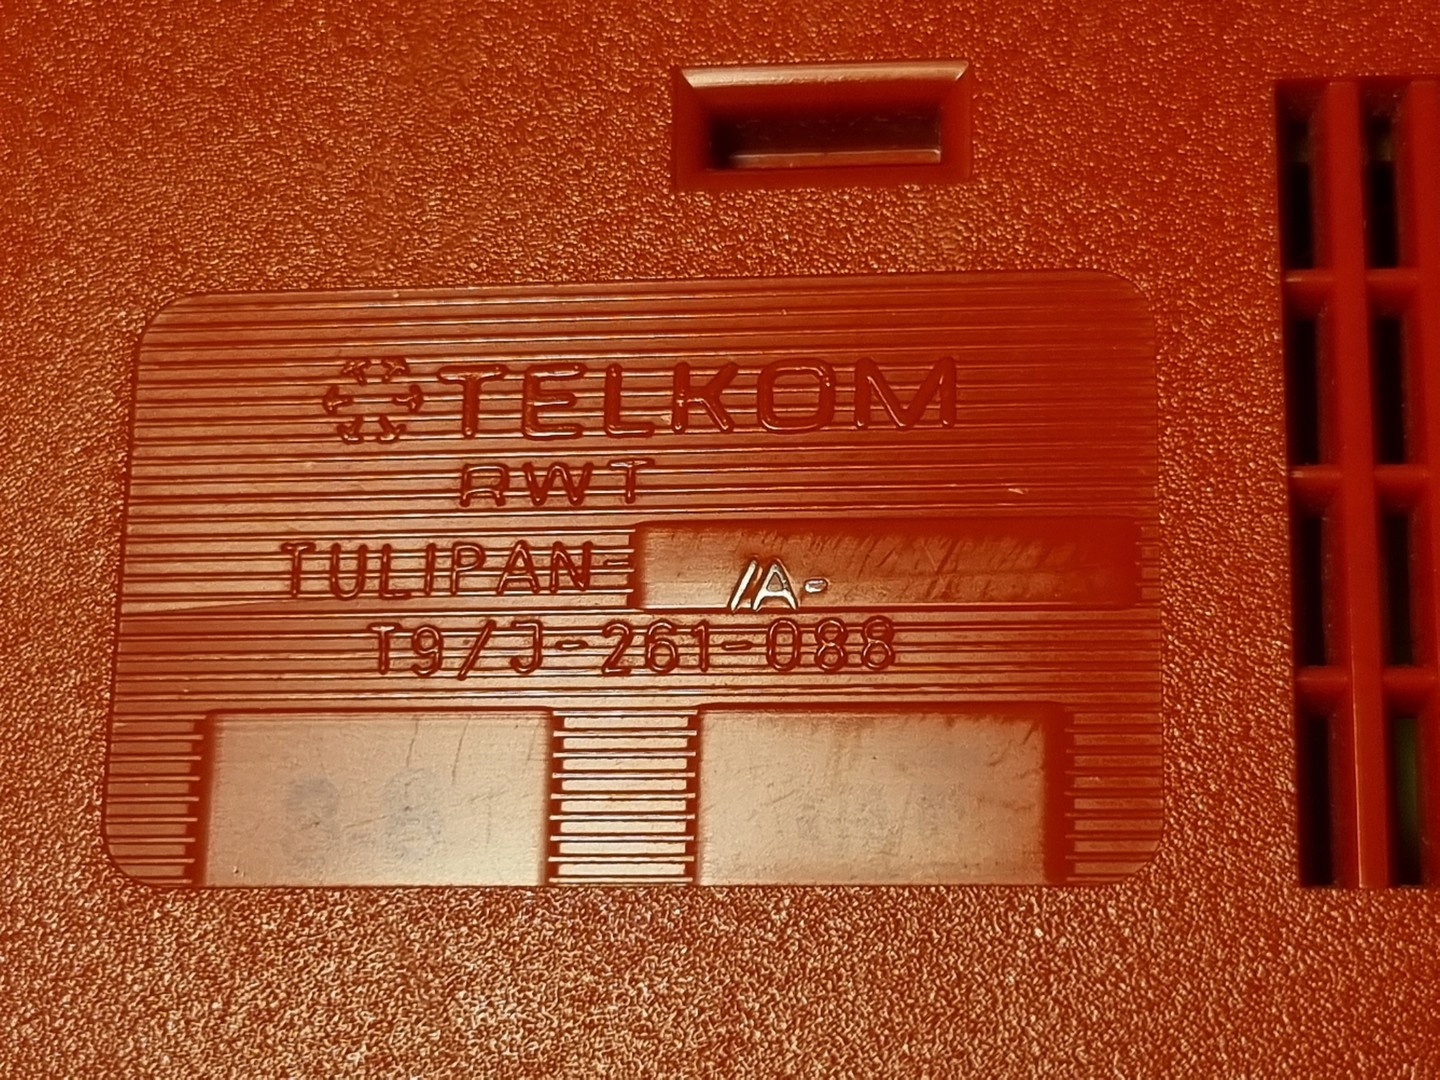 TELKOM
RWT
TULIPAN- /A-
T9/J-261-088